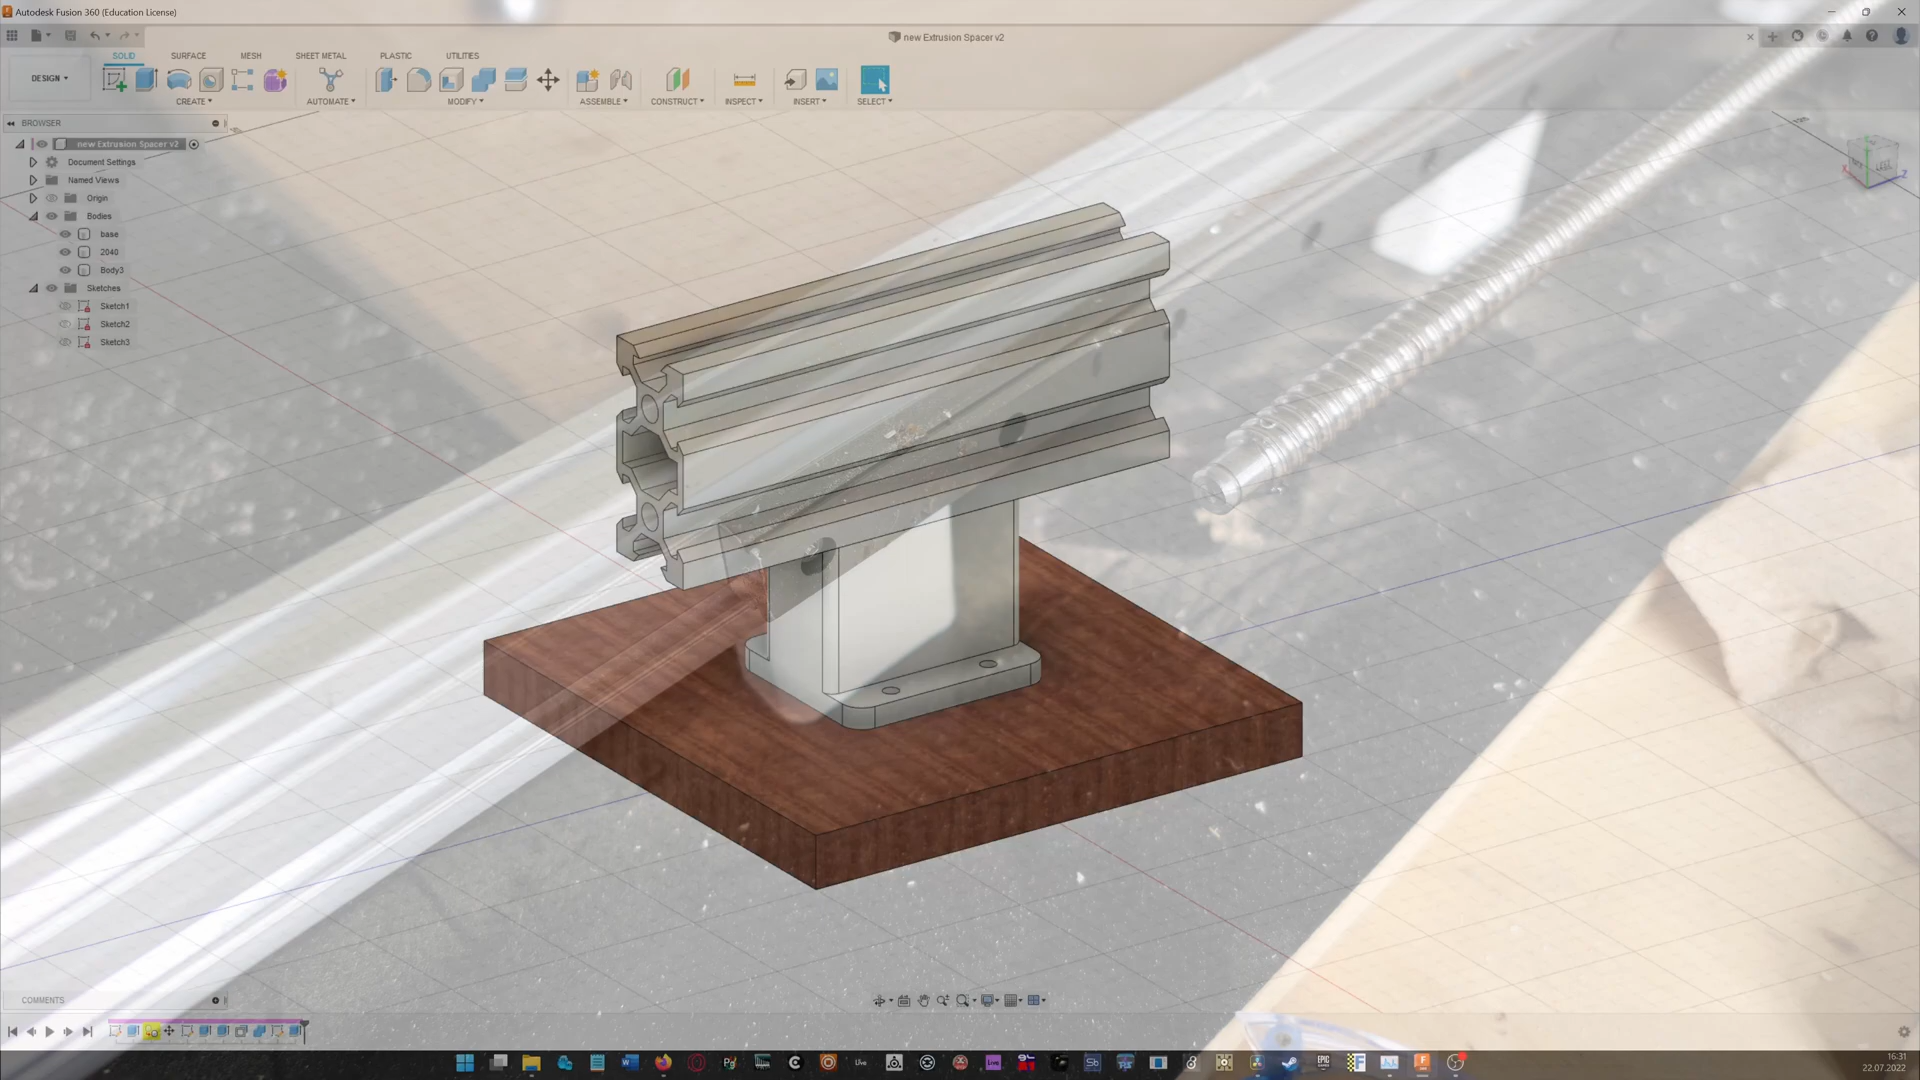 Autodesk Fusion 360 (Education License)
new Extrusion Spacer v2
SOLID SURFACE MESH SHEET METAL PLASTIC UTILITIES
DESIGN
CREATE AUTOMATE MODIFY ASSEMBLE CONSTRUCT INSPECT INSERT SELECT
BROWSER
new Extrusion Spacer v2
Document Settings
Named Views
Origin
Bodies
base
2040
Body3
Sketches
Sketch1
Sketch2
Sketch3
COMMENTS
16:31
22.07.2022